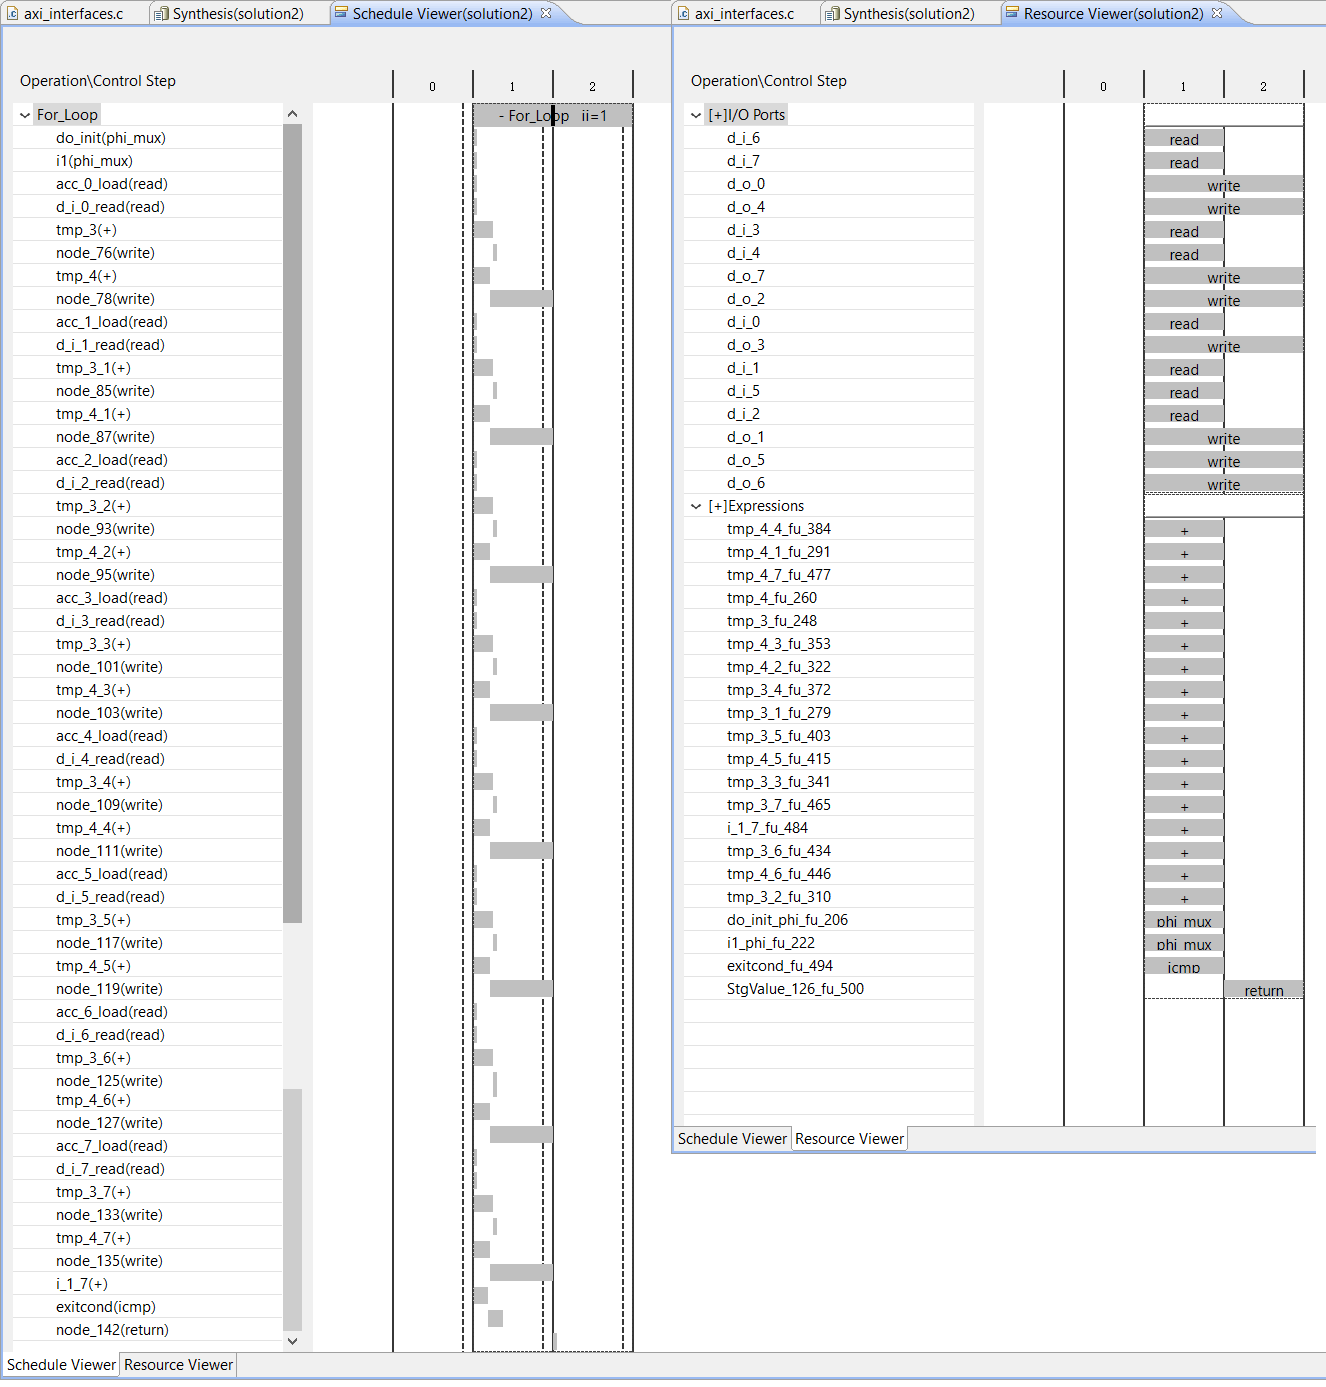 axi_interfaces.c Synthesis(solution2) Schedule Viewer(solution2)
Operation\Control Step 0 1 2
For_Loop - For_Loop ii=1
do_init(phi_mux)
i1(phi_mux)
acc_0_load(read)
d_i_0_read(read)
tmp_3(+)
node_76(write)
tmp_4(+)
node_78(write)
acc_1_load(read)
d_i_1_read(read)
tmp_3_1(+)
node_85(write)
tmp_4_1(+)
node_87(write)
acc_2_load(read)
d_i_2_read(read)
tmp_3_2(+)
node_93(write)
tmp_4_2(+)
node_95(write)
acc_3_load(read)
d_i_3_read(read)
tmp_3_3(+)
node_101(write)
tmp_4_3(+)
node_103(write)
acc_4_load(read)
d_i_4_read(read)
tmp_3_4(+)
node_109(write)
tmp_4_4(+)
node_111(write)
acc_5_load(read)
d_i_5_read(read)
tmp_3_5(+)
node_117(write)
tmp_4_5(+)
node_119(write)
acc_6_load(read)
d_i_6_read(read)
tmp_3_6(+)
node_125(write)
tmp_4_6(+)
node_127(write)
acc_7_load(read)
d_i_7_read(read)
tmp_3_7(+)
node_133(write)
tmp_4_7(+)
node_135(write)
i_1_7(+)
exitcond(icmp)
node_142(return)
Schedule Viewer Resource Viewer
axi_interfaces.c Synthesis(solution2) Resource Viewer(solution2)
Operation\Control Step 0 1 2
[+]I/O Ports
d_i_6 read
d_i_7 read
d_o_0 write
d_o_4 write
d_i_3 read
d_i_4 read
d_o_7 write
d_o_2 write
d_i_0 read
d_o_3 write
d_i_1 read
d_i_5 read
d_i_2 read
d_o_1 write
d_o_5 write
d_o_6 write
[+]Expressions
tmp_4_4_fu_384 +
tmp_4_1_fu_291 +
tmp_4_7_fu_477 +
tmp_4_fu_260 +
tmp_3_fu_248 +
tmp_4_3_fu_353 +
tmp_4_2_fu_322 +
tmp_3_4_fu_372 +
tmp_3_1_fu_279 +
tmp_3_5_fu_403 +
tmp_4_5_fu_415 +
tmp_3_3_fu_341 +
tmp_3_7_fu_465 +
i_1_7_fu_484 +
tmp_3_6_fu_434 +
tmp_4_6_fu_446 +
tmp_3_2_fu_310 +
do_init_phi_fu_206 phi_mux
i1_phi_fu_222 phi_mux
exitcond_fu_494 icmp
StgValue_126_fu_500 return
Schedule Viewer Resource Viewer